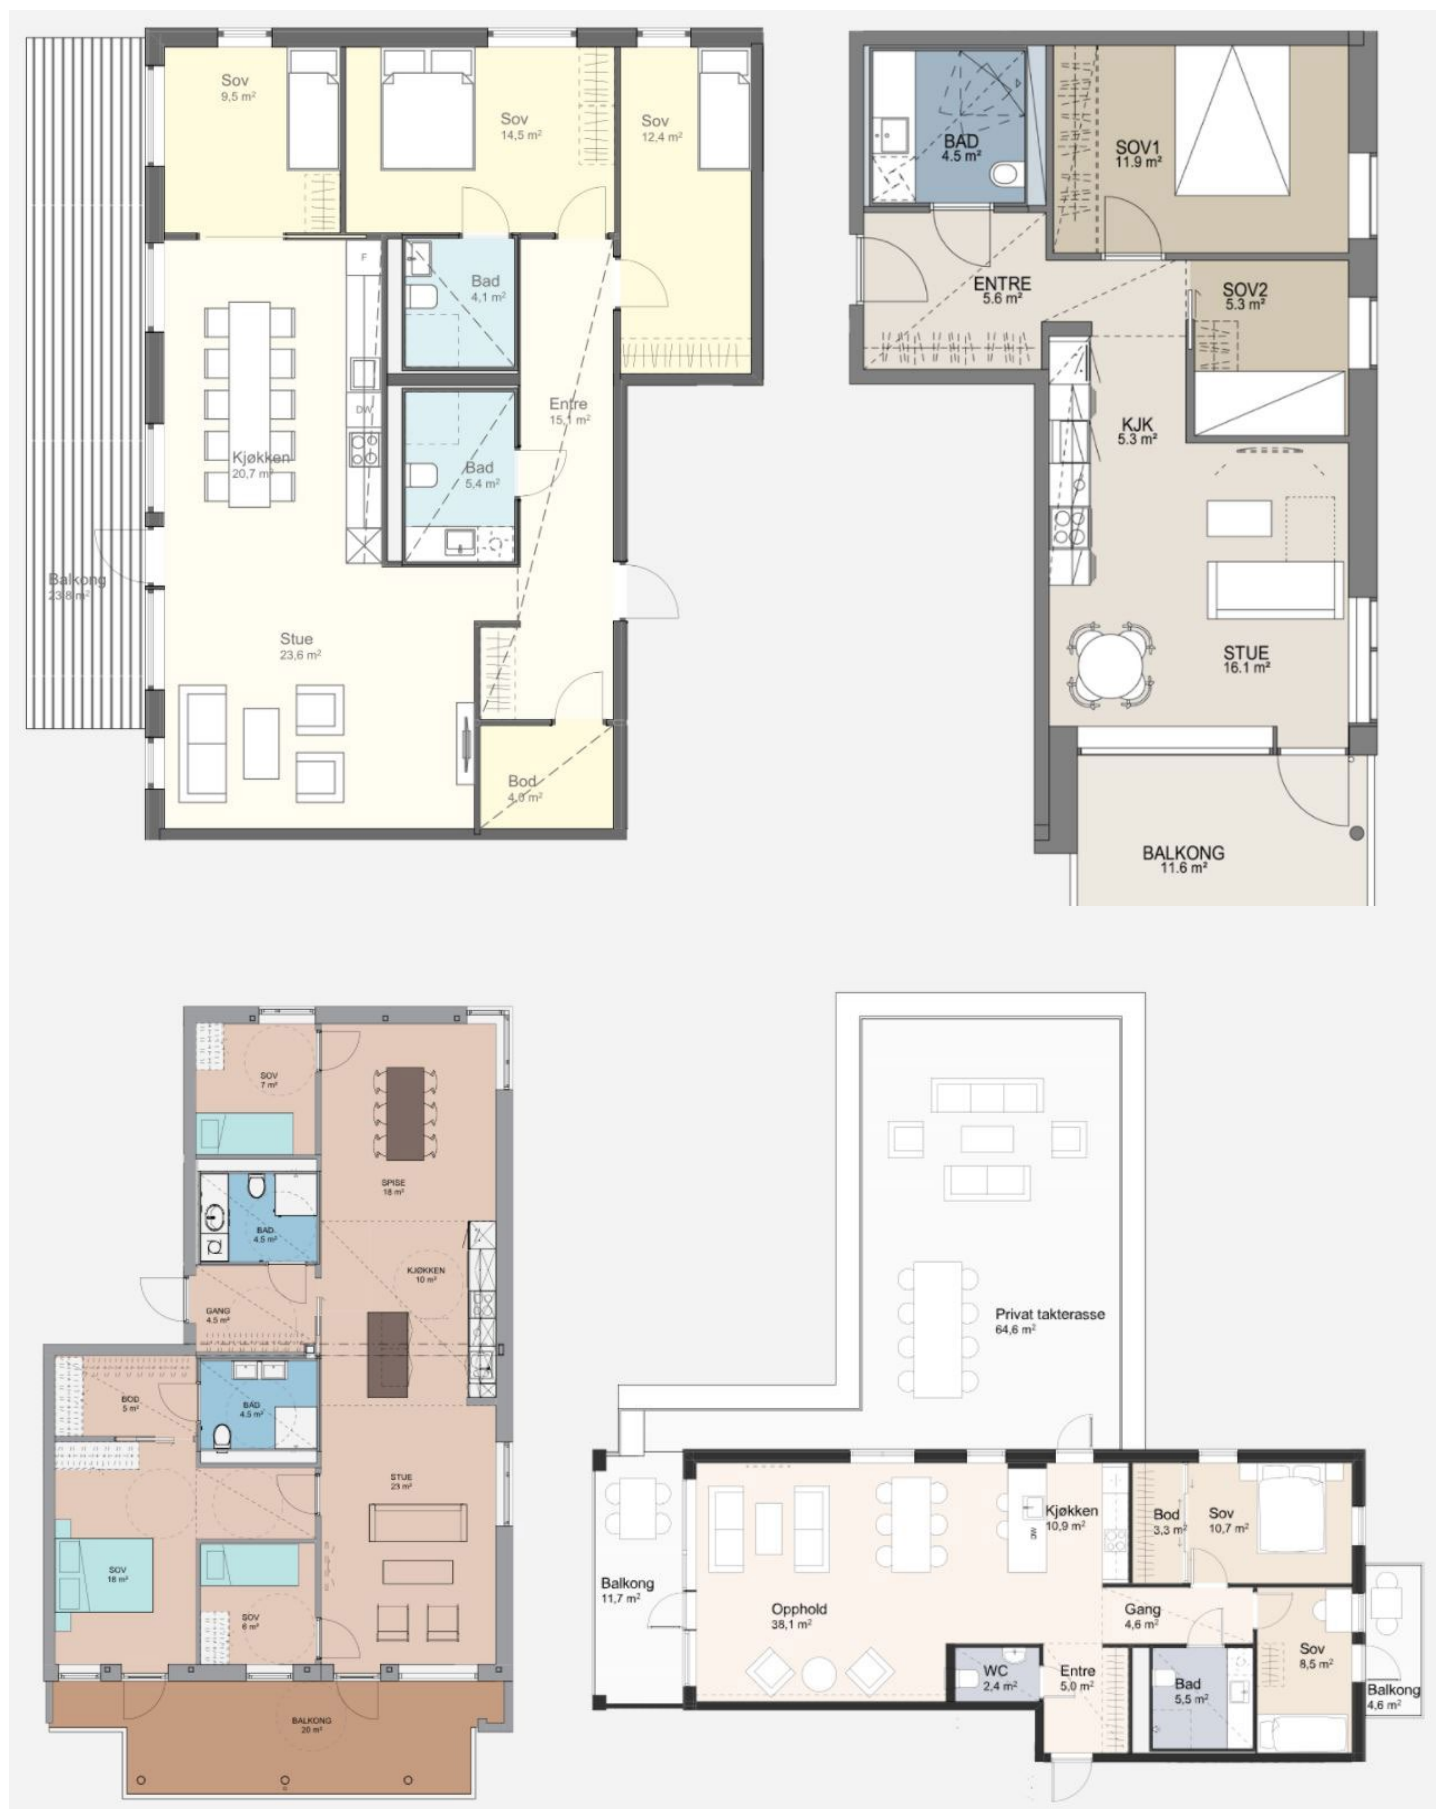 Sov
9,5 m²
Sov
14,5 m²
Sov
12,4 m²
F
Bad
4,1 m²
DW
Entre
15,1 m²
Kjøkken
20,7 m²
Bad
5,4 m²
Balkong
23,8 m²
Stue
23,6 m²
Bod
4,0 m²
BAD
4.5 m²
SOV1
11.9 m²
ENTRE
5.6 m²
SOV2
5.3 m²
KJK
5.3 m²
STUE
16.1 m²
BALKONG
11.6 m²
SOV
7 m²
SPISE
18 m²
BAD
4.5 m²
KJØKKEN
10 m²
GANG
4.5 m²
BOD
5 m²
BAD
4.5 m²
STUE
23 m²
SOV
18 m²
SOV
6 m²
BALKONG
20 m²
Privat takterasse
64,6 m²
Kjøkken
10,9 m²
DW
Bod
3,3 m²
Sov
10,7 m²
Balkong
11,7 m²
Opphold
38,1 m²
Gang
4,6 m²
Sov
8,5 m²
WC
2,4 m²
Entre
5,0 m²
Bad
5,5 m²
Balkong
4,6 m²